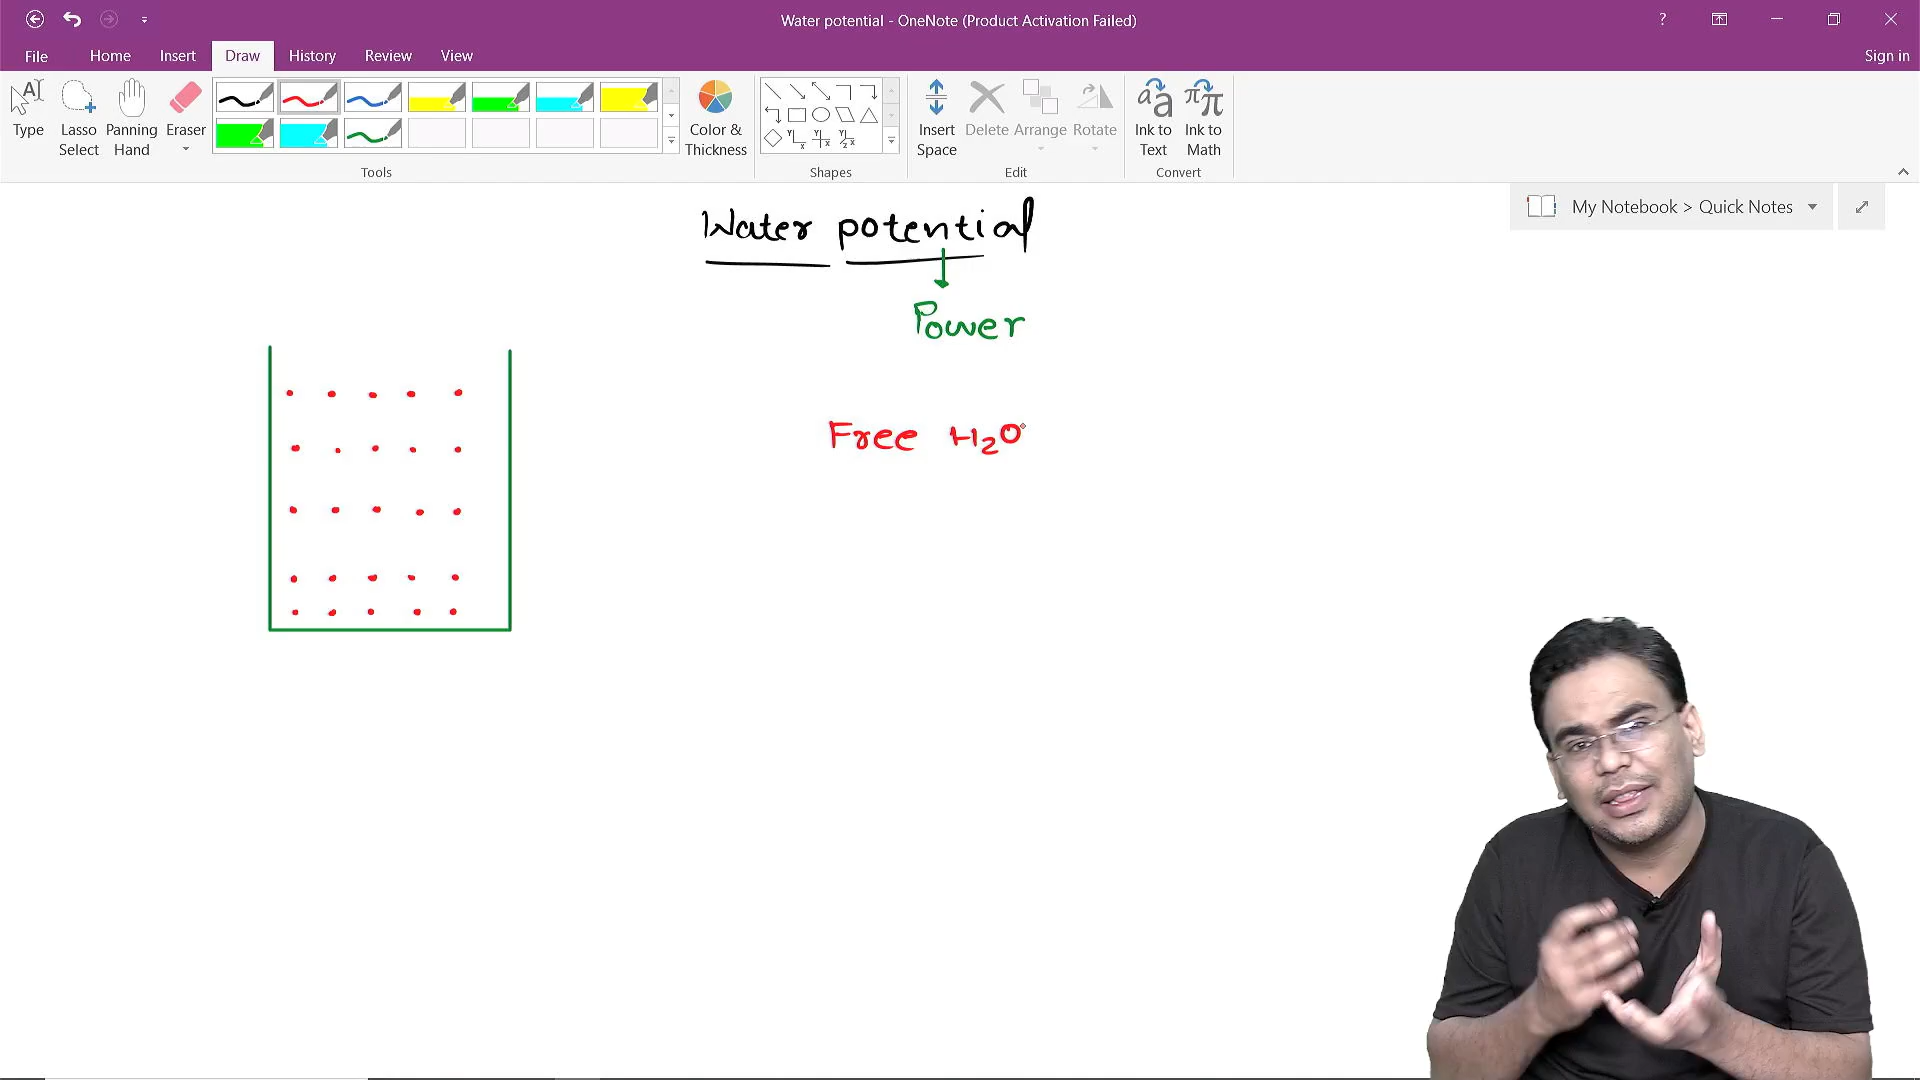 Water potential - OneNote (Product Activation Failed)
?
File Home Insert Draw History Review View
Sign in
Type
Lasso Select
Panning Hand
Eraser
Color & Thickness
Insert Space
Delete
Arrange
Rotate
Ink to Text
Ink to Math
Tools
Shapes
Edit
Convert
My Notebook > Quick Notes
Water potential
Power
Free H₂O